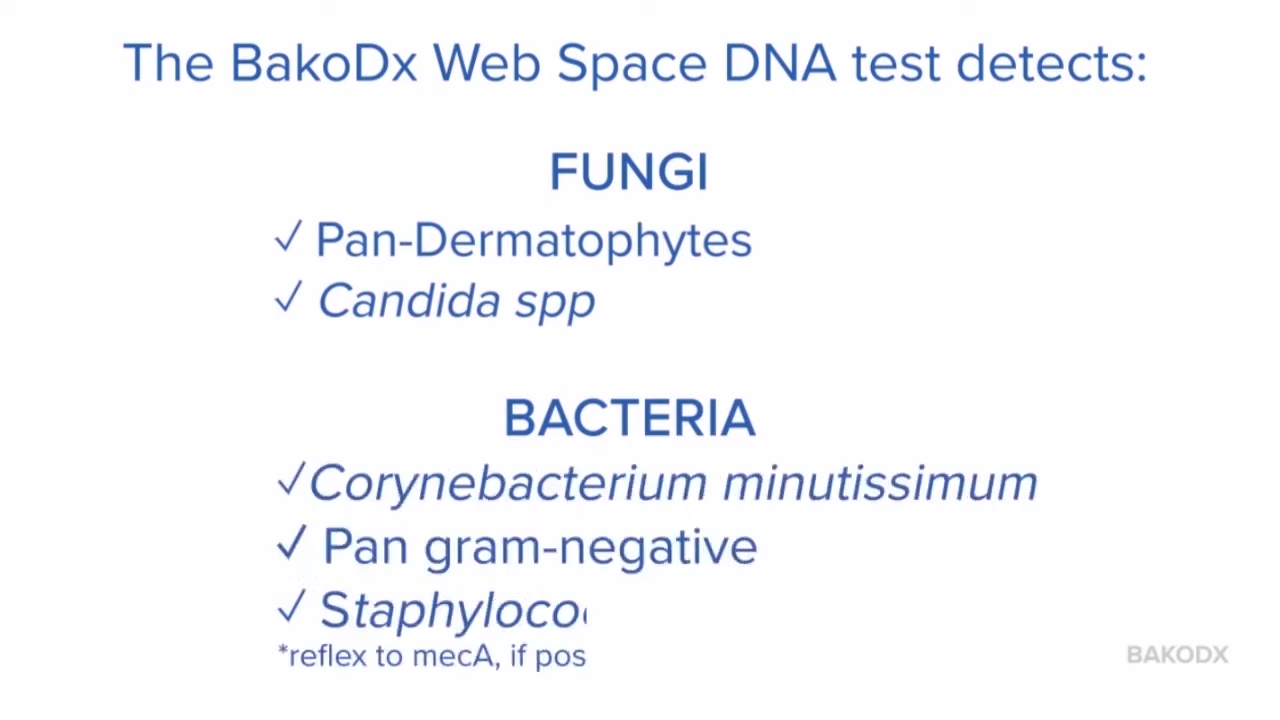 The BakoDx Web Space DNA test detects:
FUNGI
✓ Pan-Dermatophytes
✓ Candida spp
BACTERIA
✓Corynebacterium minutissimum
✓ Pan gram-negative
✓ Staphyloco
*reflex to mecA, if pos
BAKODX